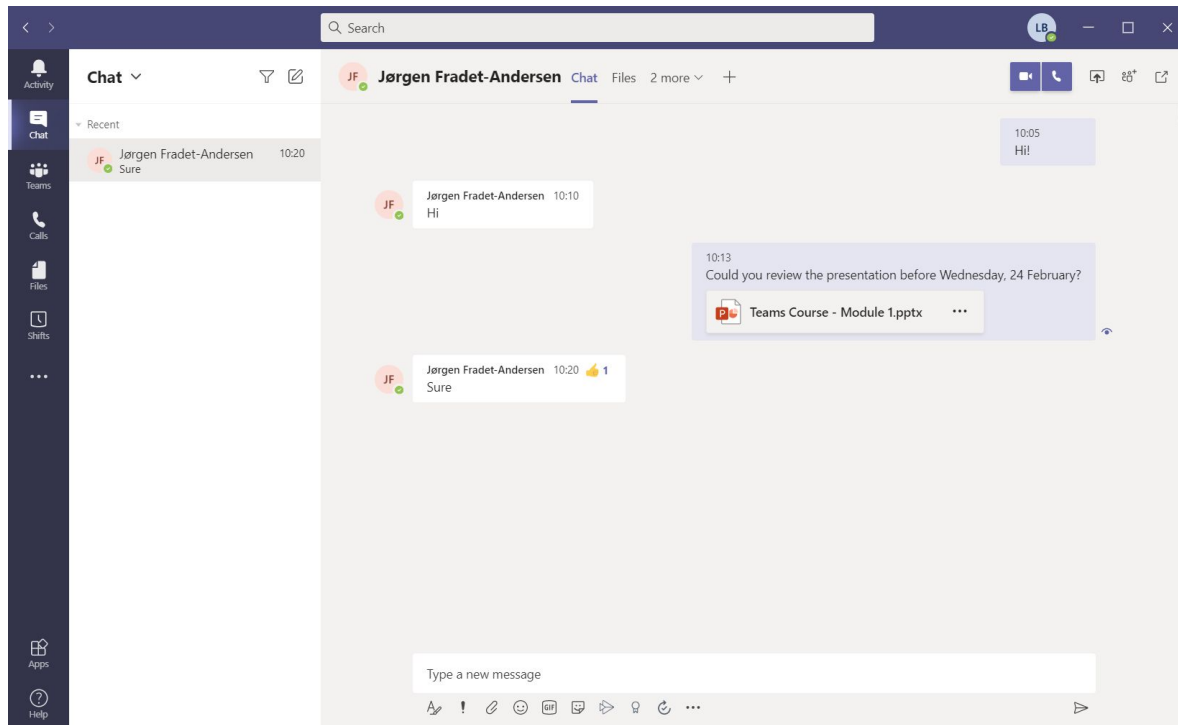 Search
LB
Activity
Chat
Teams
Calls
Files
Shifts
Apps
Help
Chat
Recent
JF
Jørgen Fradet-Andersen 10:20
Sure
JF Jørgen Fradet-Andersen Chat Files 2 more
10:05
Hi!
JF
Jørgen Fradet-Andersen 10:10
Hi
10:13
Could you review the presentation before Wednesday, 24 February?
P Teams Course - Module 1.pptx
JF
Jørgen Fradet-Andersen 10:20 👍 1
Sure
Type a new message
GIF